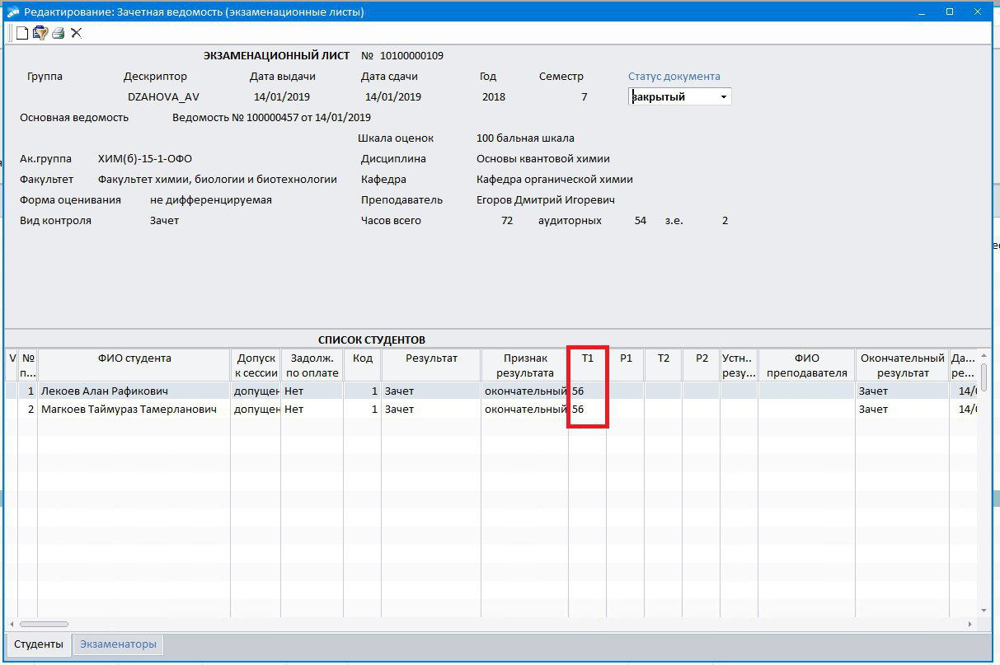 Редактирование: Зачетная ведомость (экзаменационные листы)
ЭКЗАМЕНАЦИОННЫЙ ЛИСТ № 10100000109
Группа Дескриптор Дата выдачи Дата сдачи Год Семестр Статус документа
DZAHOVA_AV 14/01/2019 14/01/2019 2018 7 закрытый
Основная ведомость Ведомость № 100000457 от 14/01/2019
Шкала оценок 100 бальная шкала
Ак.группа ХИМ(б)-15-1-ОФО Дисциплина Основы квантовой химии
Факультет Факультет химии, биологии и биотехнологии Кафедра Кафедра органической химии
Форма оценивания не дифференцируемая Преподаватель Егоров Дмитрий Игоревич
Вид контроля Зачет Часов всего 72 аудиторных 54 з.е. 2
СПИСОК СТУДЕНТОВ
V № ФИО студента Допуск Задолж. Код Результат Признак Т1 Р1 Т2 Р2 Устн.. ФИО Окончательный Да...
п... к сессии по оплате результата резу... преподавателя результат ре...
1 Лекоев Алан Рафикович допущен Нет 1 Зачет окончательный 56 Зачет 14/
2 Магкоев Таймураз Тамерланович допущен Нет 1 Зачет окончательный 56 Зачет 14/
Студенты Экзаменаторы